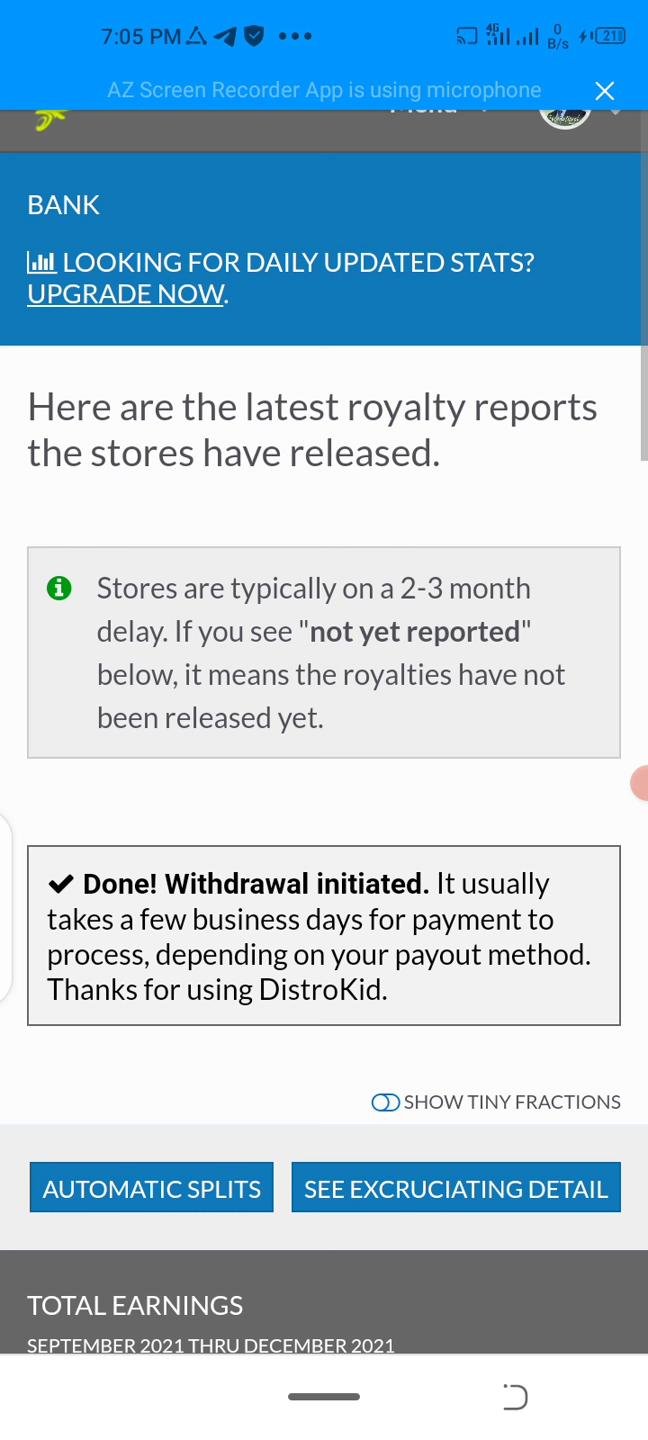 7:05 PM
4G
0
B/s
21
AZ Screen Recorder App is using microphone
Menu
BANK
LOOKING FOR DAILY UPDATED STATS?
UPGRADE NOW.
Here are the latest royalty reports
the stores have released.
Stores are typically on a 2-3 month
delay. If you see "not yet reported"
below, it means the royalties have not
been released yet.
Done! Withdrawal initiated. It usually
takes a few business days for payment to
process, depending on your payout method.
Thanks for using DistroKid.
SHOW TINY FRACTIONS
AUTOMATIC SPLITS
SEE EXCRUCIATING DETAIL
TOTAL EARNINGS
SEPTEMBER 2021 THRU DECEMBER 2021